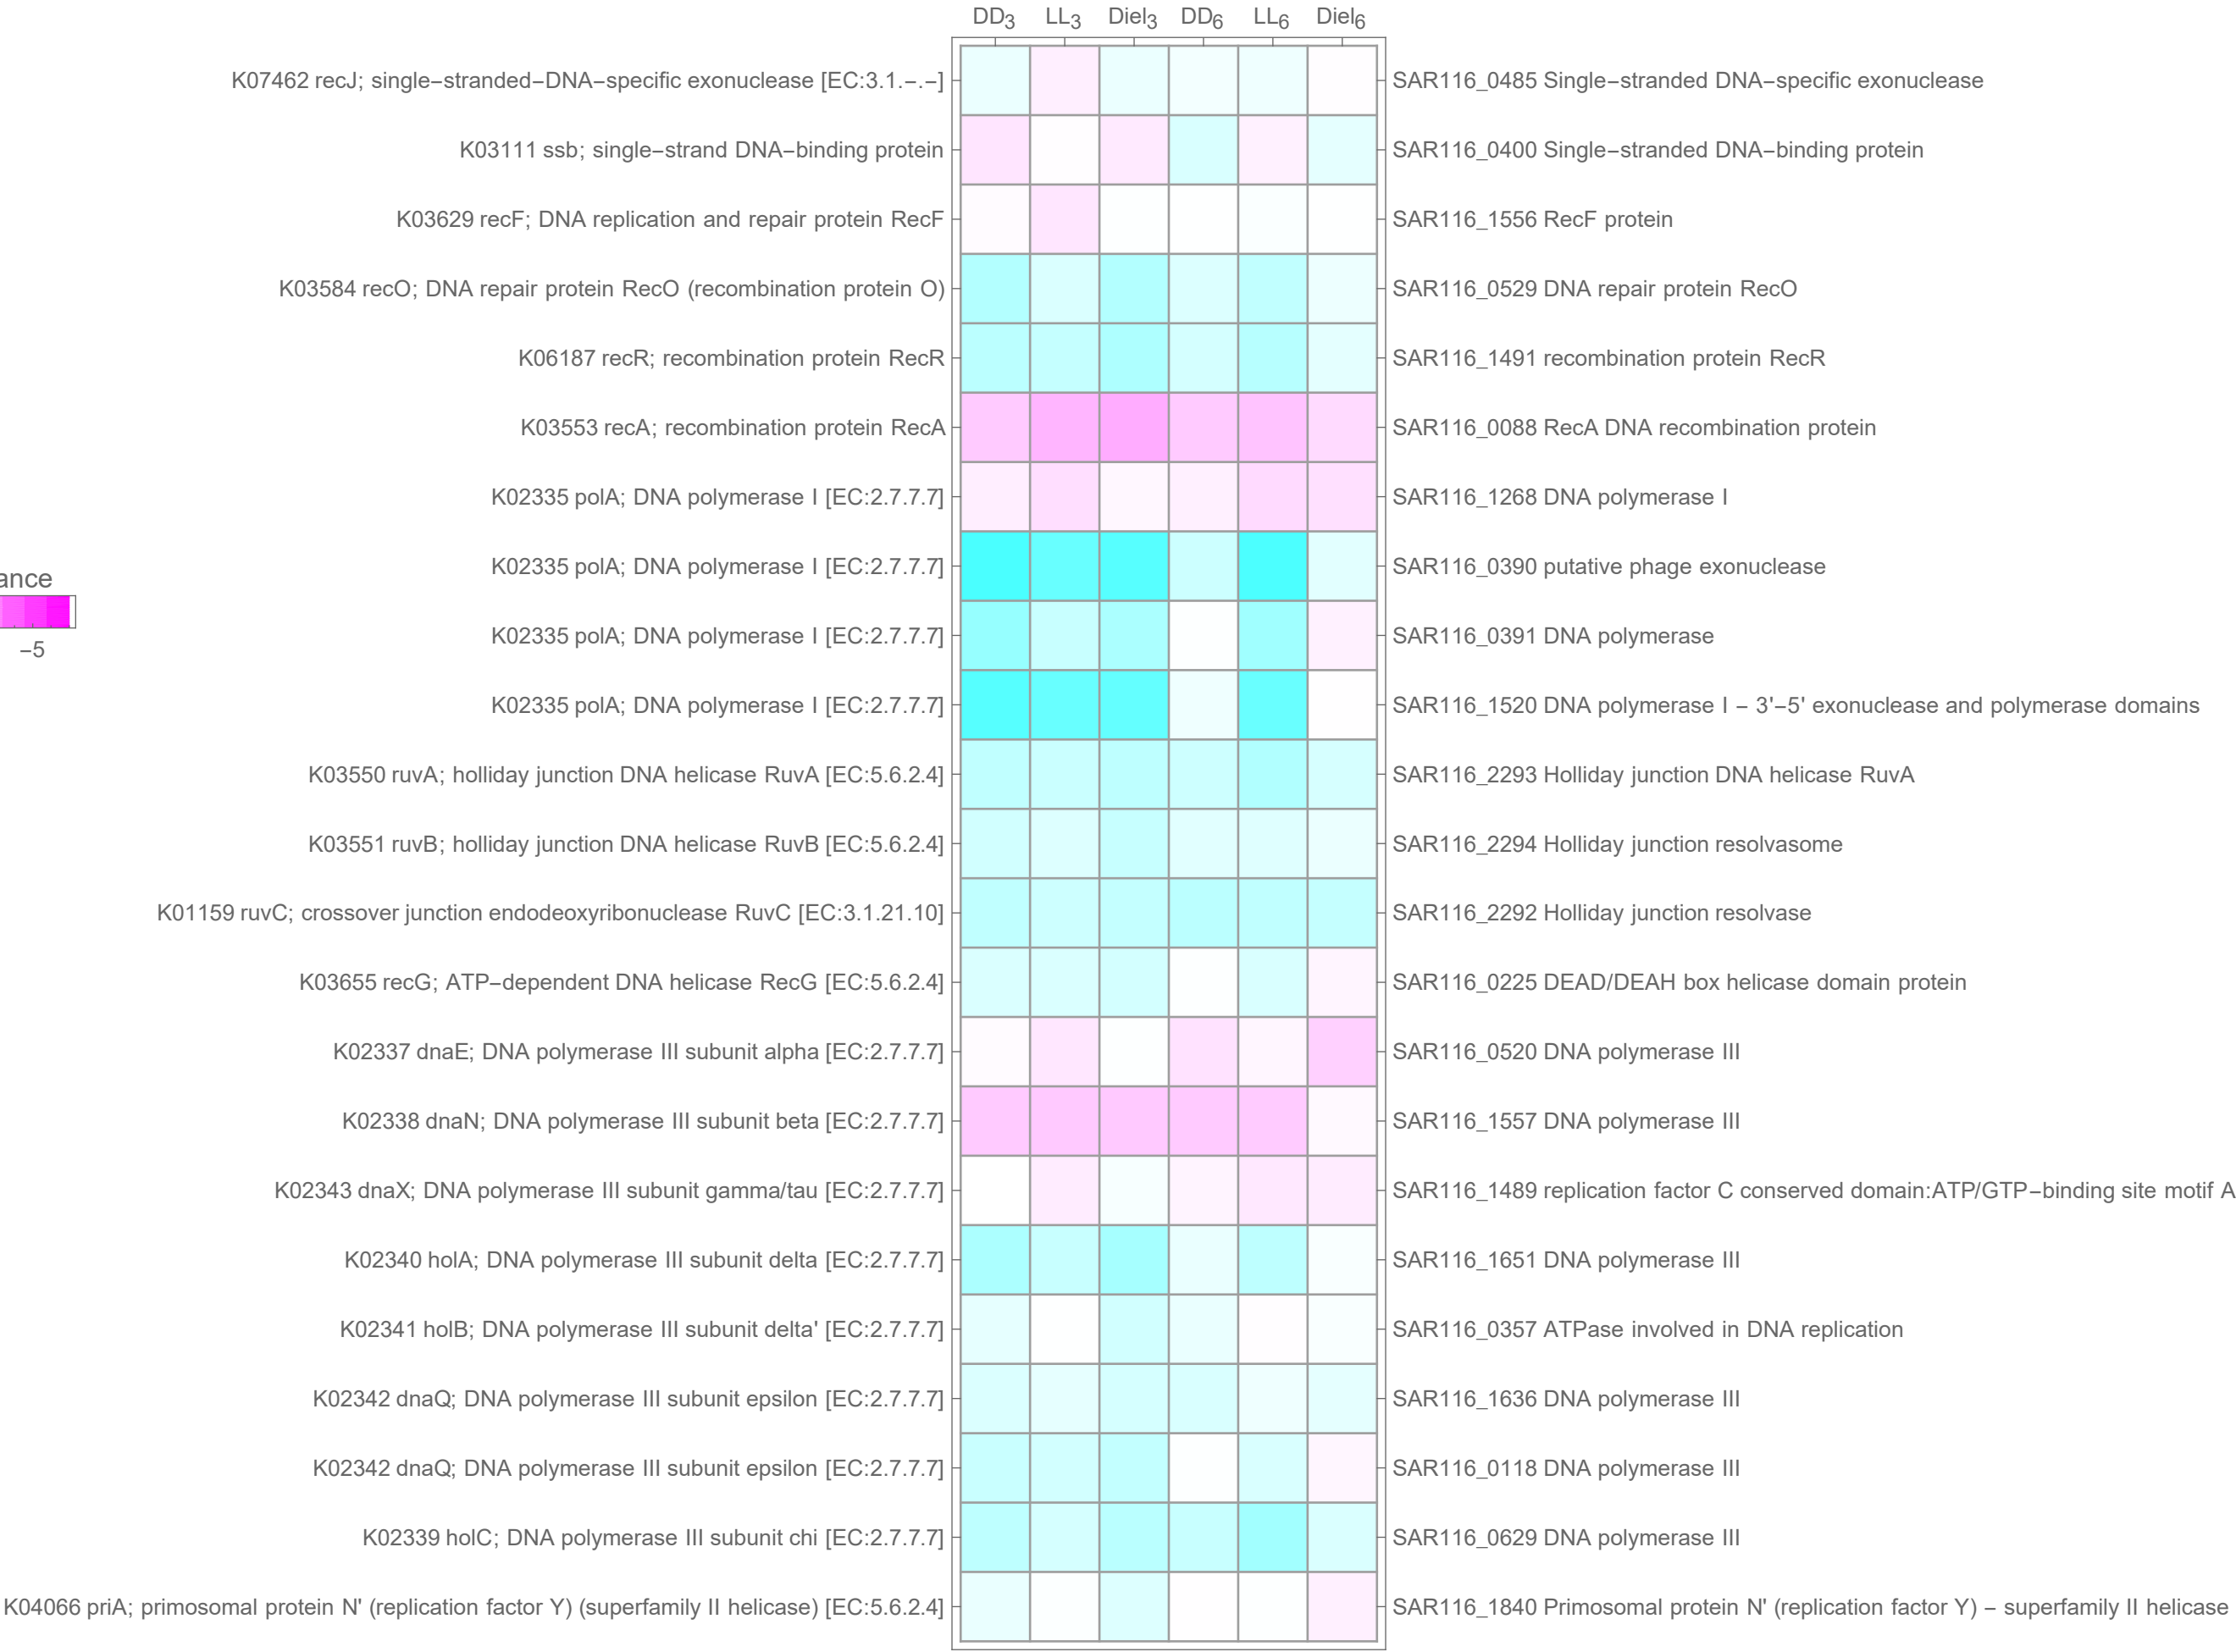 DD3 LL3 Diel3 DD6 LL6 Diel6
K07462 recJ; single−stranded−DNA−specific exonuclease [EC:3.1.−.−] SAR116_0485 Single−stranded DNA−specific exonuclease
K03111 ssb; single−strand DNA−binding protein SAR116_0400 Single−stranded DNA−binding protein
K03629 recF; DNA replication and repair protein RecF SAR116_1556 RecF protein
K03584 recO; DNA repair protein RecO (recombination protein O) SAR116_0529 DNA repair protein RecO
K06187 recR; recombination protein RecR SAR116_1491 recombination protein RecR
K03553 recA; recombination protein RecA SAR116_0088 RecA DNA recombination protein
K02335 polA; DNA polymerase I [EC:2.7.7.7] SAR116_1268 DNA polymerase I
K02335 polA; DNA polymerase I [EC:2.7.7.7] SAR116_0390 putative phage exonuclease
ance
K02335 polA; DNA polymerase I [EC:2.7.7.7] SAR116_0391 DNA polymerase
−5
K02335 polA; DNA polymerase I [EC:2.7.7.7] SAR116_1520 DNA polymerase I − 3'−5' exonuclease and polymerase domains
K03550 ruvA; holliday junction DNA helicase RuvA [EC:5.6.2.4] SAR116_2293 Holliday junction DNA helicase RuvA
K03551 ruvB; holliday junction DNA helicase RuvB [EC:5.6.2.4] SAR116_2294 Holliday junction resolvasome
K01159 ruvC; crossover junction endodeoxyribonuclease RuvC [EC:3.1.21.10] SAR116_2292 Holliday junction resolvase
K03655 recG; ATP−dependent DNA helicase RecG [EC:5.6.2.4] SAR116_0225 DEAD/DEAH box helicase domain protein
K02337 dnaE; DNA polymerase III subunit alpha [EC:2.7.7.7] SAR116_0520 DNA polymerase III
K02338 dnaN; DNA polymerase III subunit beta [EC:2.7.7.7] SAR116_1557 DNA polymerase III
K02343 dnaX; DNA polymerase III subunit gamma/tau [EC:2.7.7.7] SAR116_1489 replication factor C conserved domain:ATP/GTP−binding site motif A
K02340 holA; DNA polymerase III subunit delta [EC:2.7.7.7] SAR116_1651 DNA polymerase III
K02341 holB; DNA polymerase III subunit delta' [EC:2.7.7.7] SAR116_0357 ATPase involved in DNA replication
K02342 dnaQ; DNA polymerase III subunit epsilon [EC:2.7.7.7] SAR116_1636 DNA polymerase III
K02342 dnaQ; DNA polymerase III subunit epsilon [EC:2.7.7.7] SAR116_0118 DNA polymerase III
K02339 holC; DNA polymerase III subunit chi [EC:2.7.7.7] SAR116_0629 DNA polymerase III
K04066 priA; primosomal protein N' (replication factor Y) (superfamily II helicase) [EC:5.6.2.4] SAR116_1840 Primosomal protein N' (replication factor Y) − superfamily II helicase